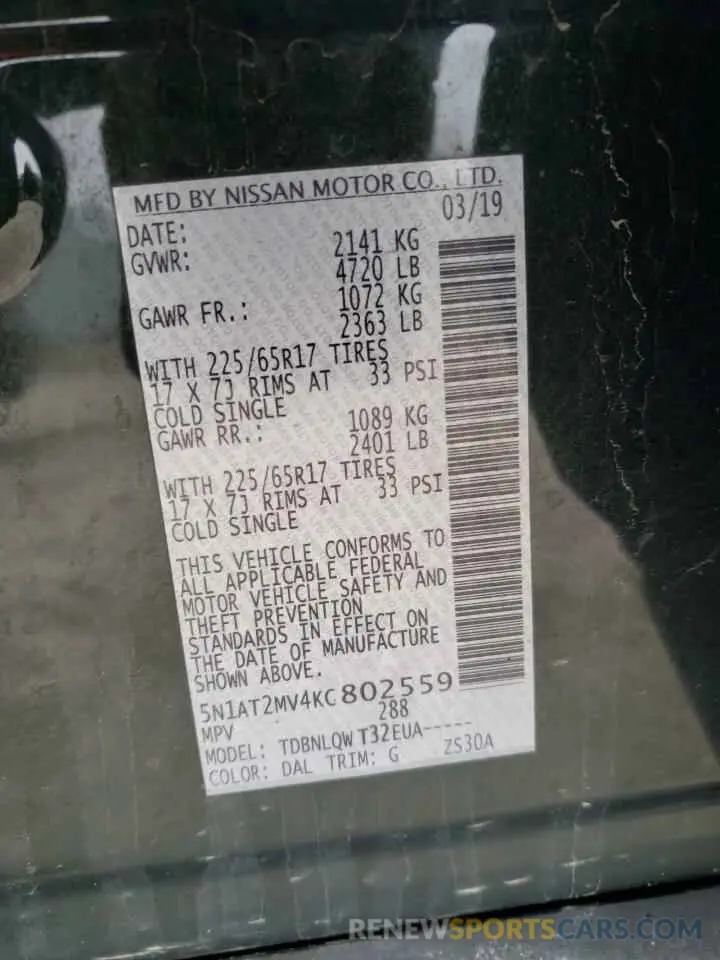 MFD BY NISSAN MOTOR CO., LTD.
DATE: 03/19
GVWR: 2141 KG
4720 LB
GAWR FR.: 1072 KG
2363 LB
WITH 225/65R17 TIRES
17 X 7J RIMS AT 33 PSI
COLD SINGLE
GAWR RR.: 1089 KG
2401 LB
WITH 225/65R17 TIRES
17 X 7J RIMS AT 33 PSI
COLD SINGLE
THIS VEHICLE CONFORMS TO
ALL APPLICABLE FEDERAL
MOTOR VEHICLE SAFETY AND
THEFT PREVENTION
STANDARDS IN EFFECT ON
THE DATE OF MANUFACTURE
SHOWN ABOVE.
5N1AT2MV4KC802559
MPV 288
MODEL: TDBNLQW T32EUA-----
COLOR: DAL TRIM: G ZS30A
RENEWSPORTSCARS.COM